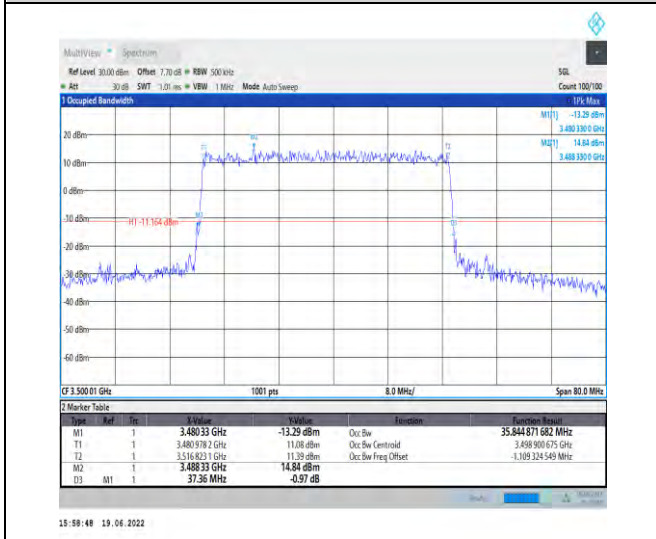 MultiView Spectrum
Ref Level 30.00 dBm Offset 7.70 dB RBW 500 kHz SGL
Att 30 dB SWT 1.01 ms VBW 1 MHz Mode Auto Sweep Count 100/100
1 Occupied Bandwidth 1Pk Max
M1[1] -13.29 dBm
3.480 330 0 GHz
M2[1] 14.84 dBm
3.488 330 0 GHz
20 dBm
M2
T1
T2
10 dBm
0 dBm
-10 dBm
H1 -11.164 dBm
M1
D3
-20 dBm
-30 dBm
-40 dBm
-50 dBm
-60 dBm
CF 3.500 01 GHz 1001 pts 8.0 MHz/ Span 80.0 MHz
2 Marker Table
Type Ref Trc X-Value Y-Value Function Function Result
M1 1 3.480 33 GHz -13.29 dBm Occ Bw 35.844 871 682 MHz
T1 1 3.480 978 2 GHz 11.08 dBm Occ Bw Centroid 3.498 900 675 GHz
T2 1 3.516 823 1 GHz 11.39 dBm Occ Bw Freq Offset -1.109 324 549 MHz
M2 1 3.488 33 GHz 14.84 dBm
D3 M1 1 37.36 MHz -0.97 dB
15:58:48 19.06.2022